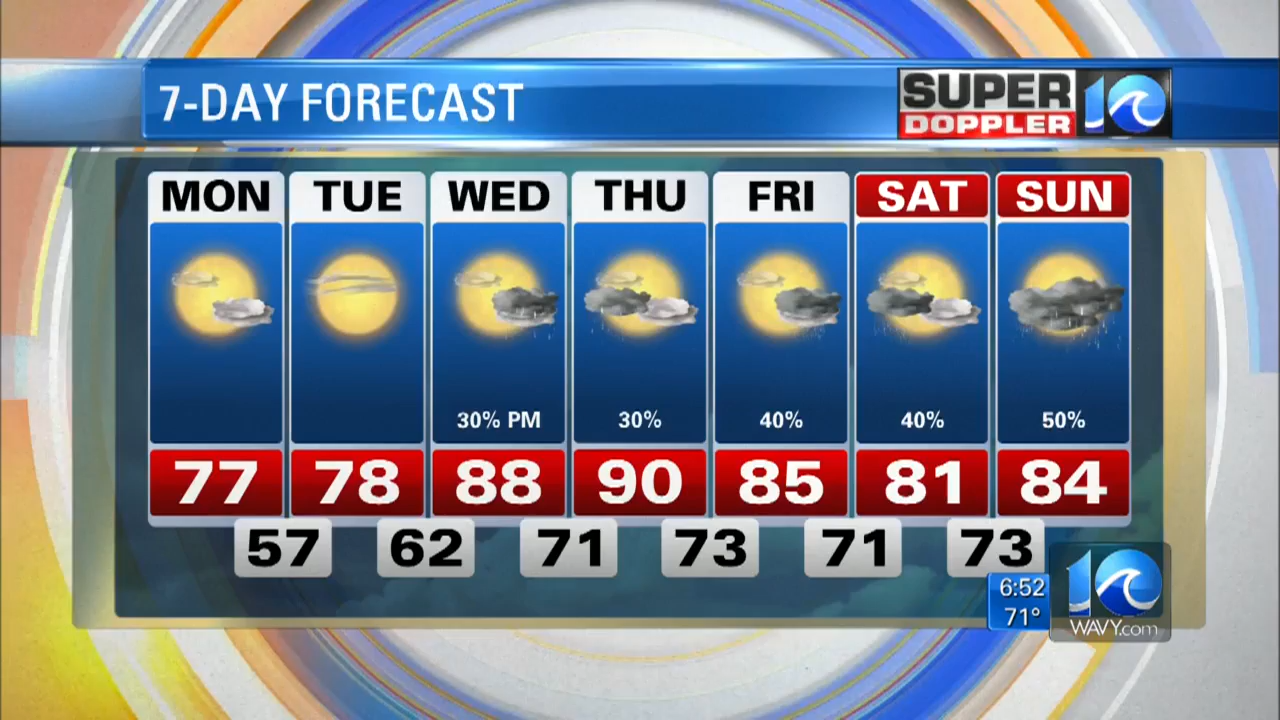 7-DAY FORECAST
SUPER
DOPPLER
10
MON TUE WED THU FRI SAT SUN
30% PM 30% 40% 40% 50%
77 78 88 90 85 81 84
57 62 71 73 71 73
6:52
71°
10
WAVY.com